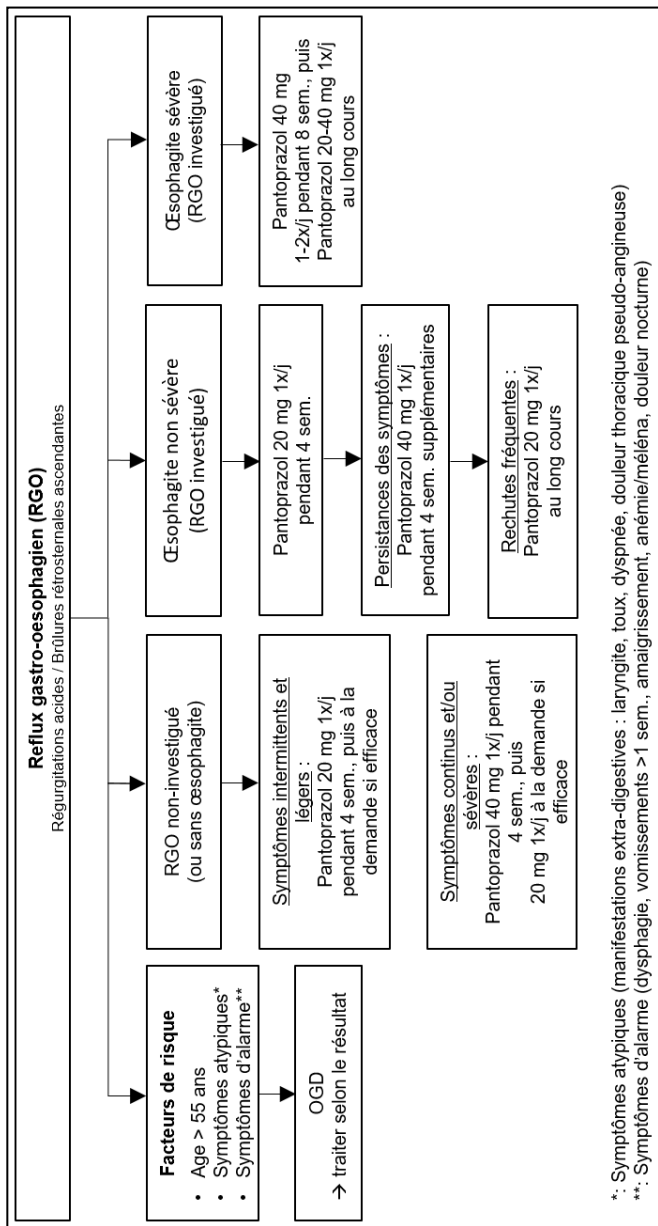 Reflux gastro-oesophagien (RGO)
Régurgitations acides / Brûlures rétrosternales ascendantes
Facteurs de risque
• Age > 55 ans
• Symptômes atypiques*
• Symptômes d'alarme**
OGD
→ traiter selon le résultat
RGO non-investigué
(ou sans œsophagite)
Symptômes intermittents et
légers :
Pantoprazol 20 mg 1x/j
pendant 4 sem., puis à la
demande si efficace
Symptômes continus et/ou
sévères :
Pantoprazol 40 mg 1x/j pendant
4 sem., puis
20 mg 1x/j à la demande si
efficace
Œsophagite non sévère
(RGO investigué)
Pantoprazol 20 mg 1x/j
pendant 4 sem.
Persistances des symptômes :
Pantoprazol 40 mg 1x/j
pendant 4 sem. supplémentaires
Rechutes fréquentes :
Pantoprazol 20 mg 1x/j
au long cours
Œsophagite sévère
(RGO investigué)
Pantoprazol 40 mg
1-2x/j pendant 8 sem., puis
Pantoprazol 20-40 mg 1x/j
au long cours
*: Symptômes atypiques (manifestations extra-digestives : laryngite, toux, dyspnée, douleur thoracique pseudo-angineuse)
**: Symptômes d'alarme (dysphagie, vomissements >1 sem., amaigrissement, anémie/méléna, douleur nocturne)